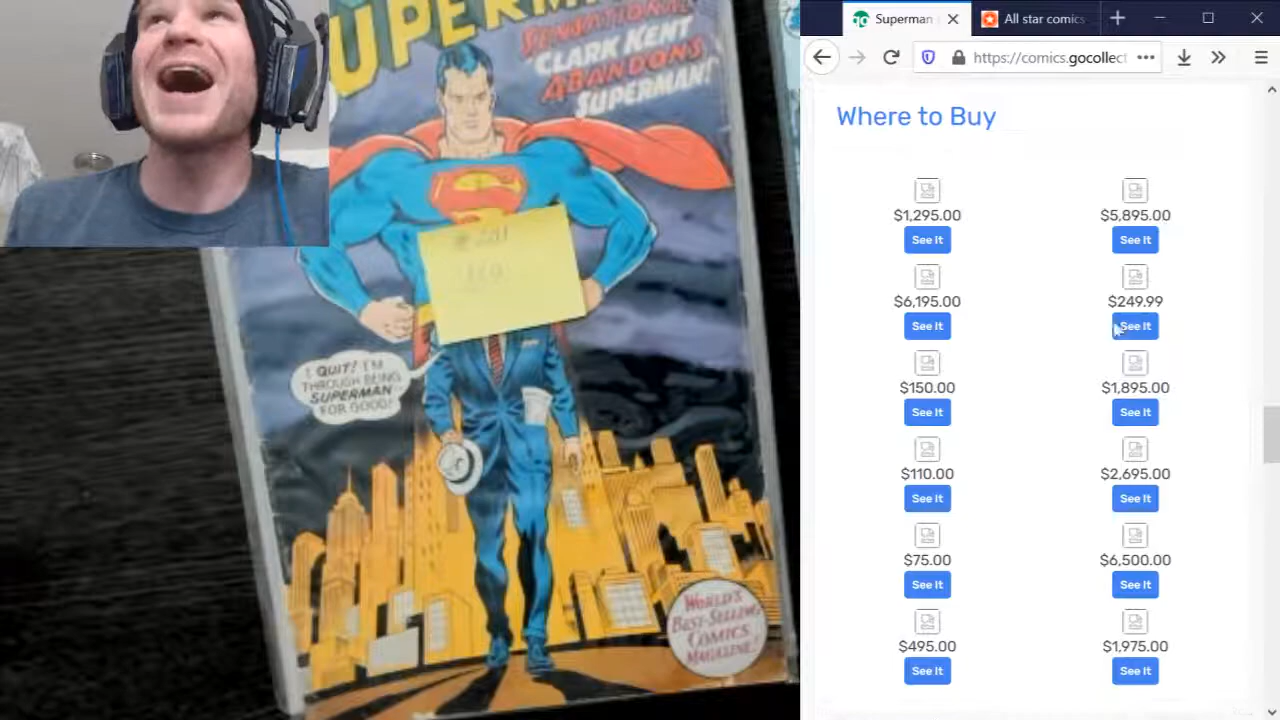 SUPERMAN
SENSATIONAL
CLARK KENT
ABANDONS
SUPERMAN!
S
I QUIT! I'M
THROUGH BEING
SUPERMAN
FOR GOOD!
WORLD'S
BEST-SELLING
COMICS
MAGAZINE!
Superman
All star comics
https://comics.gocollect
Where to Buy
$1,295.00 $5,895.00
See It See It
$6,195.00 $249.99
See It See It
$150.00 $1,895.00
See It See It
$110.00 $2,695.00
See It See It
$75.00 $6,500.00
See It See It
$495.00 $1,975.00
See It See It